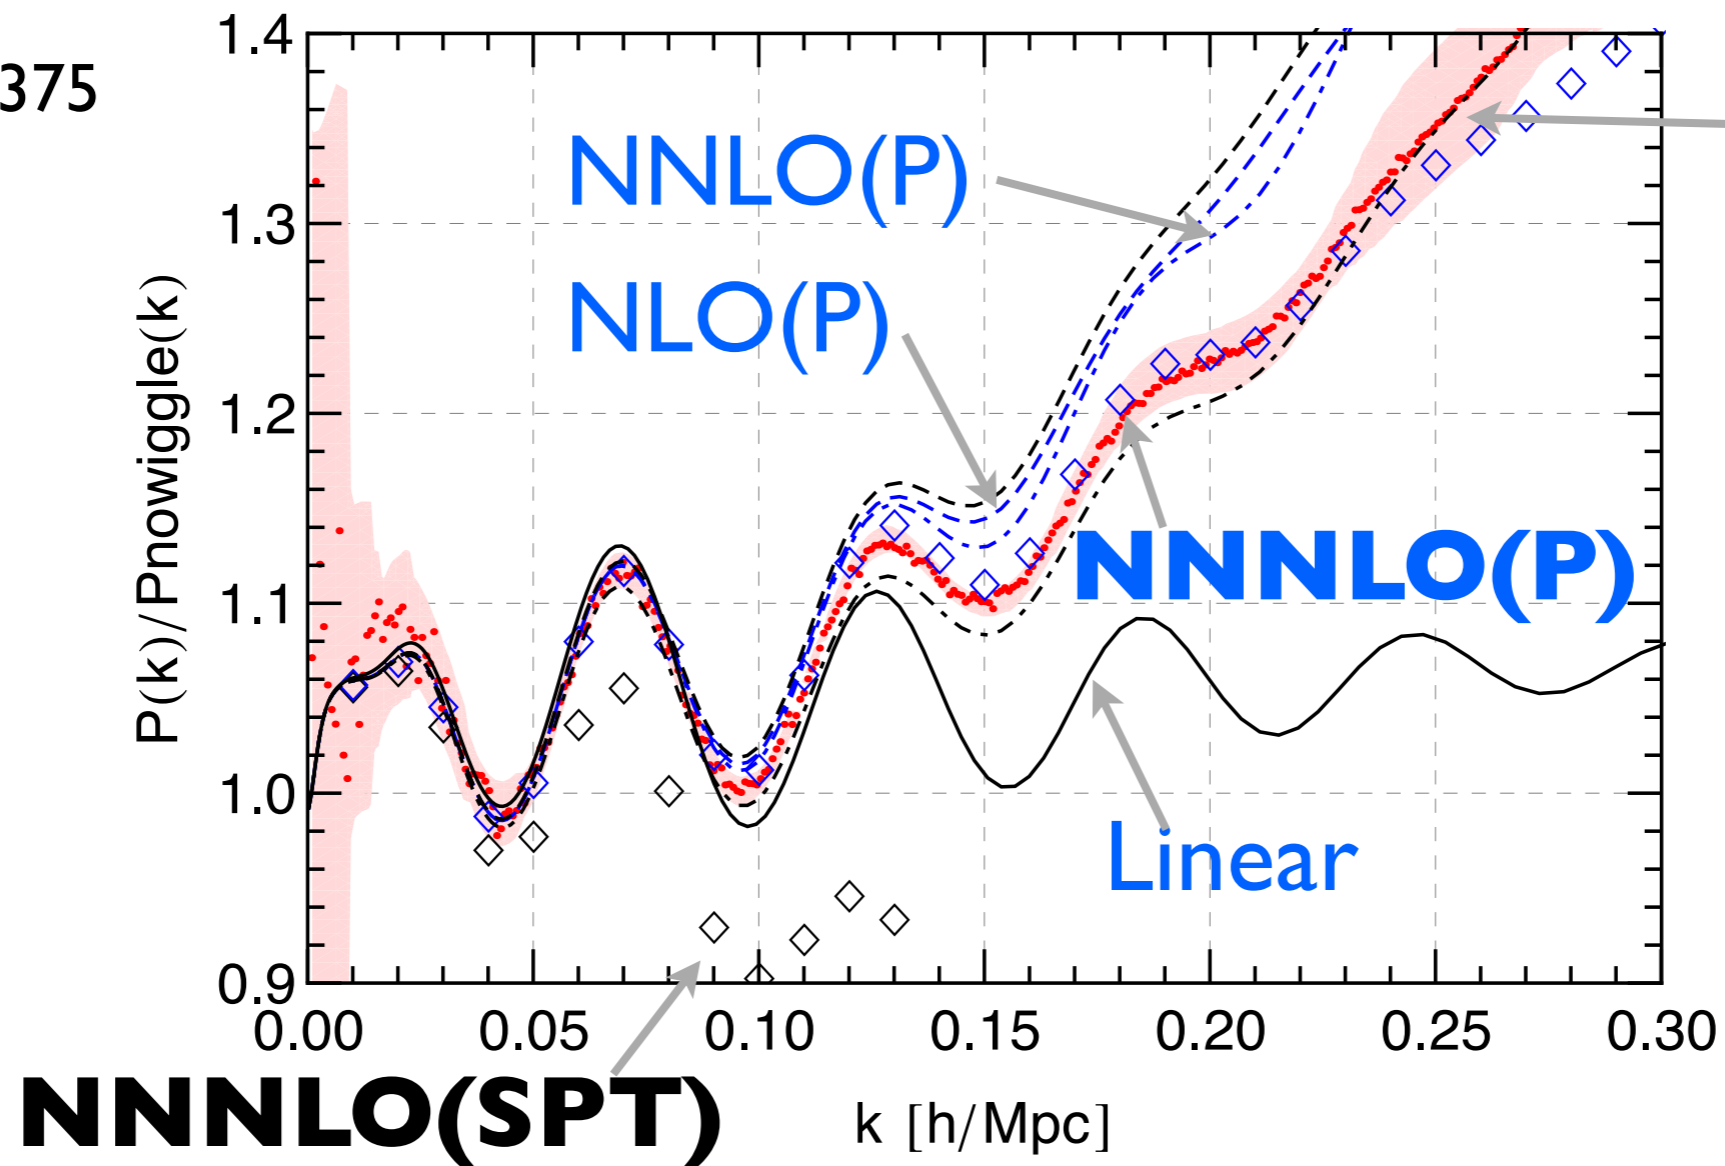 375
1.4
1.3
1.2
1.1
1.0
0.9
P(k)/Pnowiggle(k)
NNLO(P)
NLO(P)
NNNLO(P)
Linear
0.00 0.05 0.10 0.15 0.20 0.25 0.30
NNNLO(SPT)
k [h/Mpc]